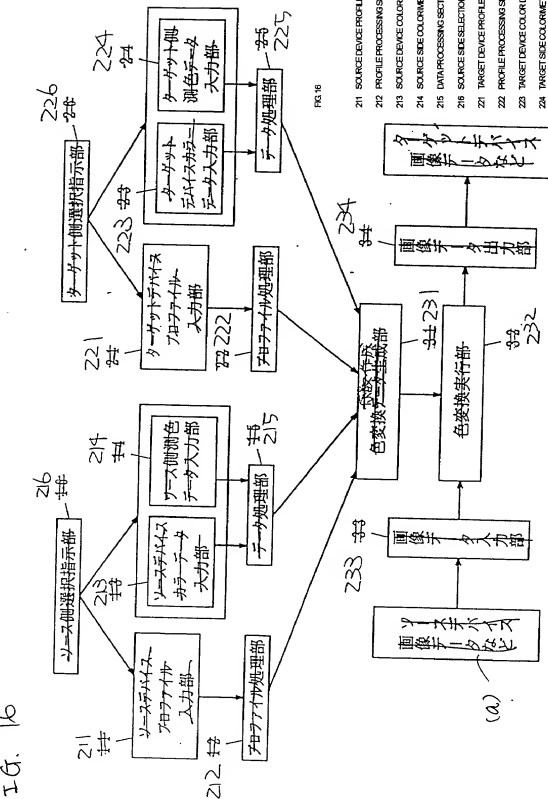 IG. 16
216
ソース側選択指示部
211
ソースデバイス
プロファイル
入力部
213
ソースデバイス
カラーデータ
入力部
214
ソース側測色
データ入力部
212
プロファイル処理部
215
データ処理部
226
ターゲット側選択指示部
221
ターゲットデバイス
プロファイル
入力部
223
ターゲット
デバイスカラー
データ入力部
224
ターゲット側
測色データ
入力部
222
プロファイル処理部
225
データ処理部
色変換データ生成部
231
(a)
ソースデバイス
画像データなど
233
画像データ入力部
色変換実行部
232
234
画像データ出力部
ターゲットデバイス
画像データなど
FIG.16
211 SOURCE DEVICE PROFIL
212 PROFILE PROCESSING S
213 SOURCE DEVICE COLOR
214 SOURCE SIDE COLORIME
215 DATA PROCESSING SECT
216 SOURCE SIDE SELECTION
221 TARGET DEVICE PROFILE
222 PROFILE PROCESSING S
223 TARGET DEVICE COLOR
224 TARGET SIDE COLORIMET